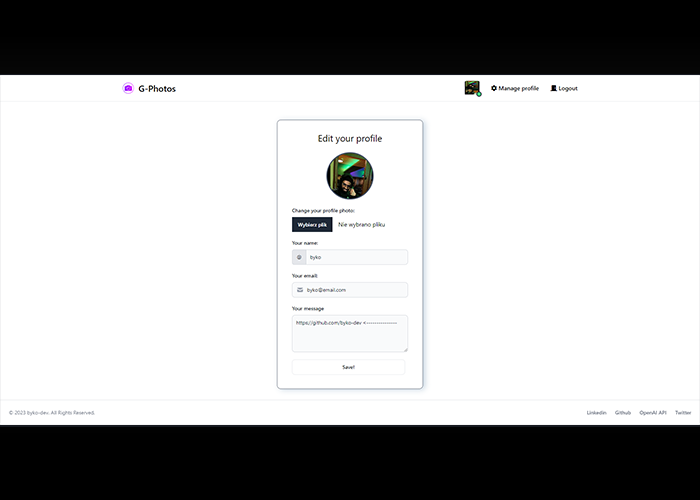 G-Photos
Manage profile
Logout
Edit your profile
Change your profile photo:
Wybierz plik
Nie wybrano pliku
Your name:
@
byko
Your email:
byko@email.com
Your message
https://github.com/byko-dev <---------------
Save!
© 2023 byko-dev. All Rights Reserved.
Linkedin
Github
OpenAI API
Twitter